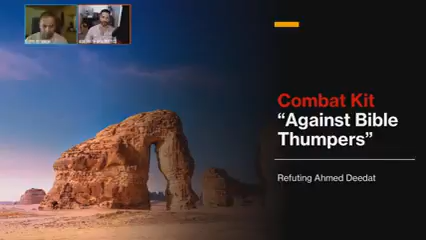 Combat Kit
“Against Bible
Thumpers”
Refuting Ahmed Deedat